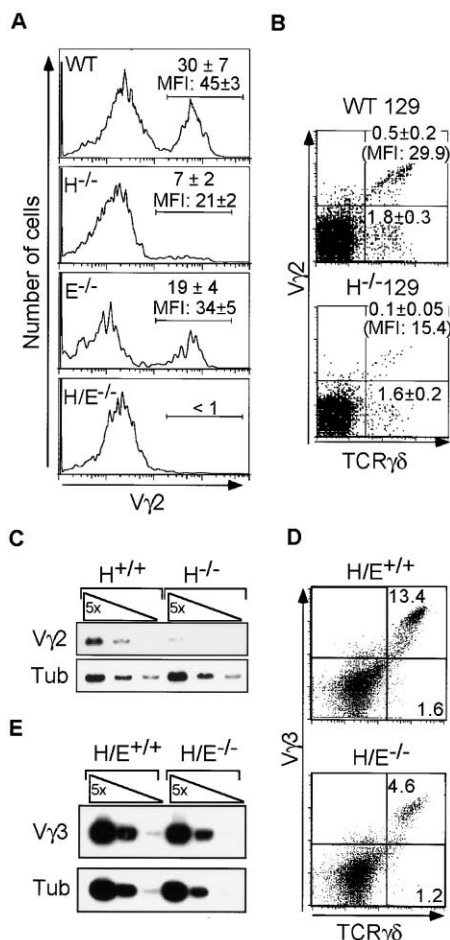 A
WT
30 ± 7
MFI: 45±3
H-/-
7 ± 2
MFI: 21±2
E-/-
19 ± 4
MFI: 34±5
H/E-/-
< 1
Number of cells
Vγ2
B
WT 129
0.5±0.2
(MFI: 29.9)
1.8±0.3
H-/- 129
0.1±0.05
(MFI: 15.4)
1.6±0.2
Vγ2
TCRγδ
C
H+/+ H-/-
5x 5x
Vγ2
Tub
D
H/E+/+
13.4
1.6
H/E-/-
4.6
1.2
Vγ3
TCRγδ
E
H/E+/+ H/E-/-
5x 5x
Vγ3
Tub